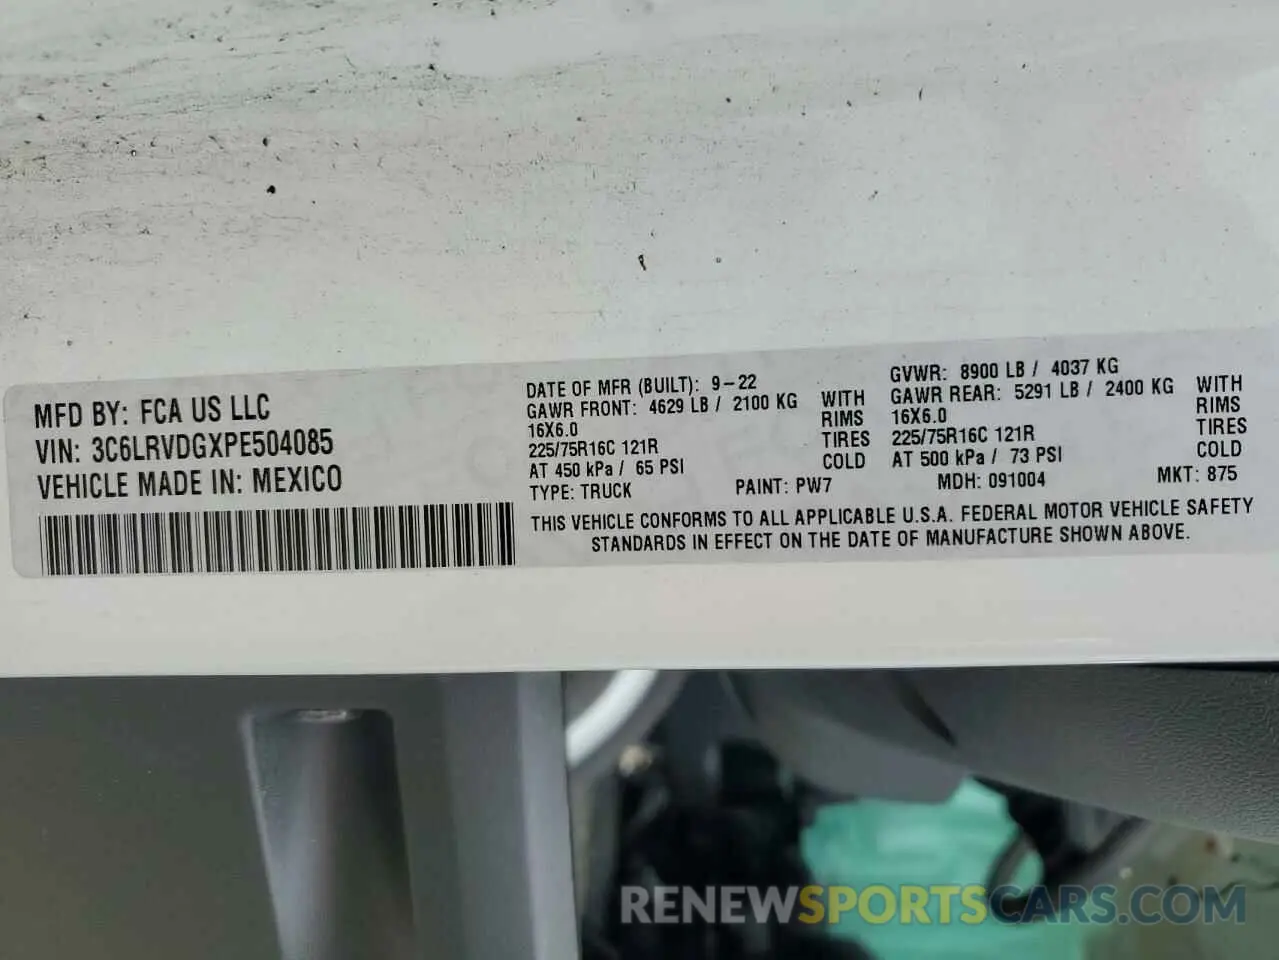 MFD BY: FCA US LLC
VIN: 3C6LRVDGXPE504085
VEHICLE MADE IN: MEXICO
DATE OF MFR (BUILT): 9-22
GAWR FRONT: 4629 LB / 2100 KG WITH
16X6.0 RIMS
225/75R16C 121R TIRES
AT 450 kPa / 65 PSI COLD
GVWR: 8900 LB / 4037 KG
GAWR REAR: 5291 LB / 2400 KG WITH
16X6.0 RIMS
225/75R16C 121R TIRES
AT 500 kPa / 73 PSI COLD
TYPE: TRUCK PAINT: PW7 MDH: 091004 MKT: 875
THIS VEHICLE CONFORMS TO ALL APPLICABLE U.S.A. FEDERAL MOTOR VEHICLE SAFETY
STANDARDS IN EFFECT ON THE DATE OF MANUFACTURE SHOWN ABOVE.
RENEWSPORTSCARS.COM